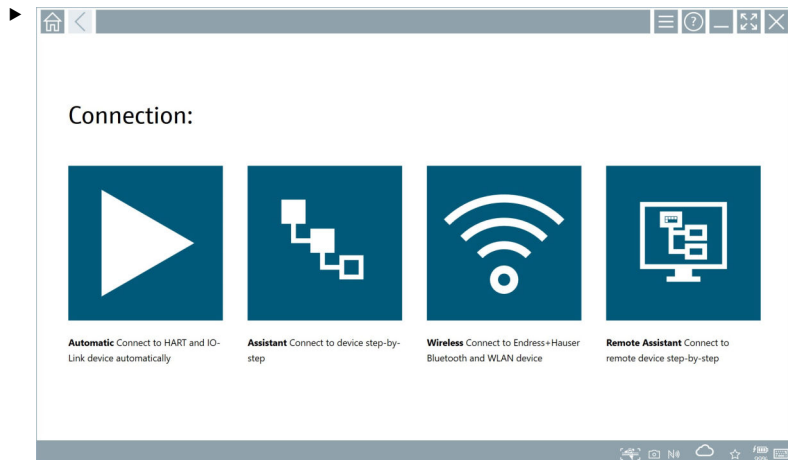 Connection:
Automatic Connect to HART and IO-
Link device automatically
Assistant Connect to device step-by-
step
Wireless Connect to Endress+Hauser
Bluetooth and WLAN device
Remote Assistant Connect to
remote device step-by-step